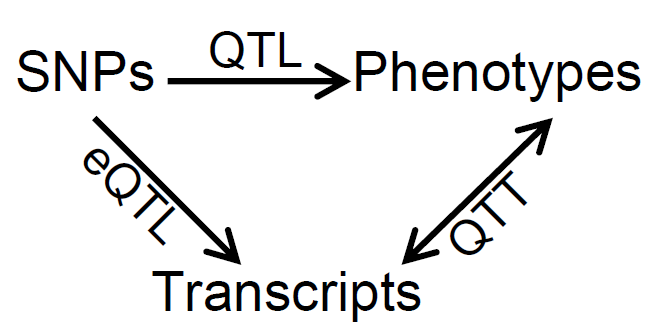 QTL
SNPs Phenotypes
eQTL
QTT
Transcripts